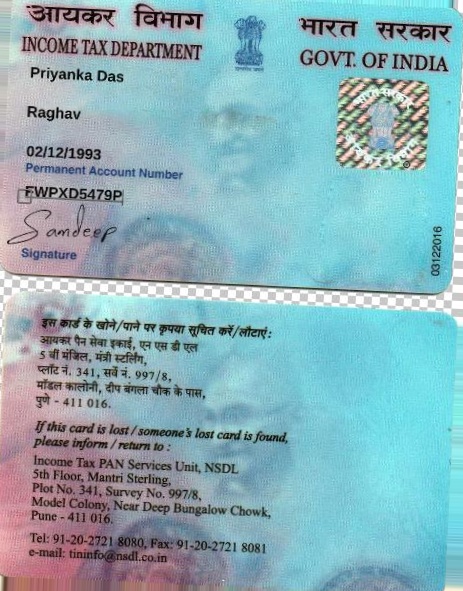 आयकर विभाग
भारत सरकार
INCOME TAX DEPARTMENT
GOVT. OF INDIA
Priyanka Das
Raghav
02/12/1993
Permanent Account Number
FWPXD5479P
Sandeep
Signature
03122016
इस कार्ड के खोने/पाने पर कृपया सूचित करें/लौटाएं:
आयकर पैन सेवा इकाई, एन एस डी एल
5 वीं मंजिल, मंत्री स्टर्लिंग,
प्लॉट नं. 341, सर्वे नं. 997/8,
मॉडल कालोनी, दीप बंगला चौक के पास,
पुणे - 411 016.
If this card is lost / someone's lost card is found,
please inform / return to :
Income Tax PAN Services Unit, NSDL
5th Floor, Mantri Sterling,
Plot No. 341, Survey No. 997/8,
Model Colony, Near Deep Bungalow Chowk,
Pune - 411 016.
Tel: 91-20-2721 8080, Fax: 91-20-2721 8081
e-mail: tininfo@nsdl.co.in